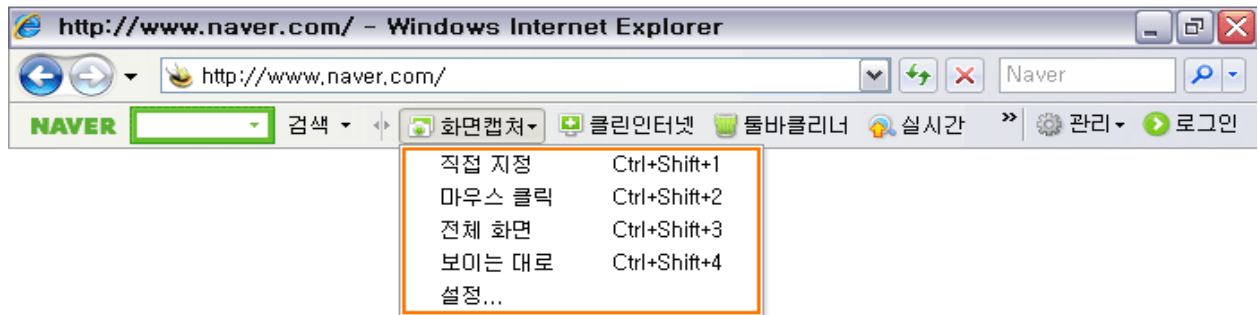 http://www.naver.com/ - Windows Internet Explorer
http://www.naver.com/ Naver
NAVER 검색 화면캡처 클린인터넷 툴바클리너 실시간 » 관리 로그인
직접 지정 Ctrl+Shift+1
마우스 클릭 Ctrl+Shift+2
전체 화면 Ctrl+Shift+3
보이는 대로 Ctrl+Shift+4
설정...